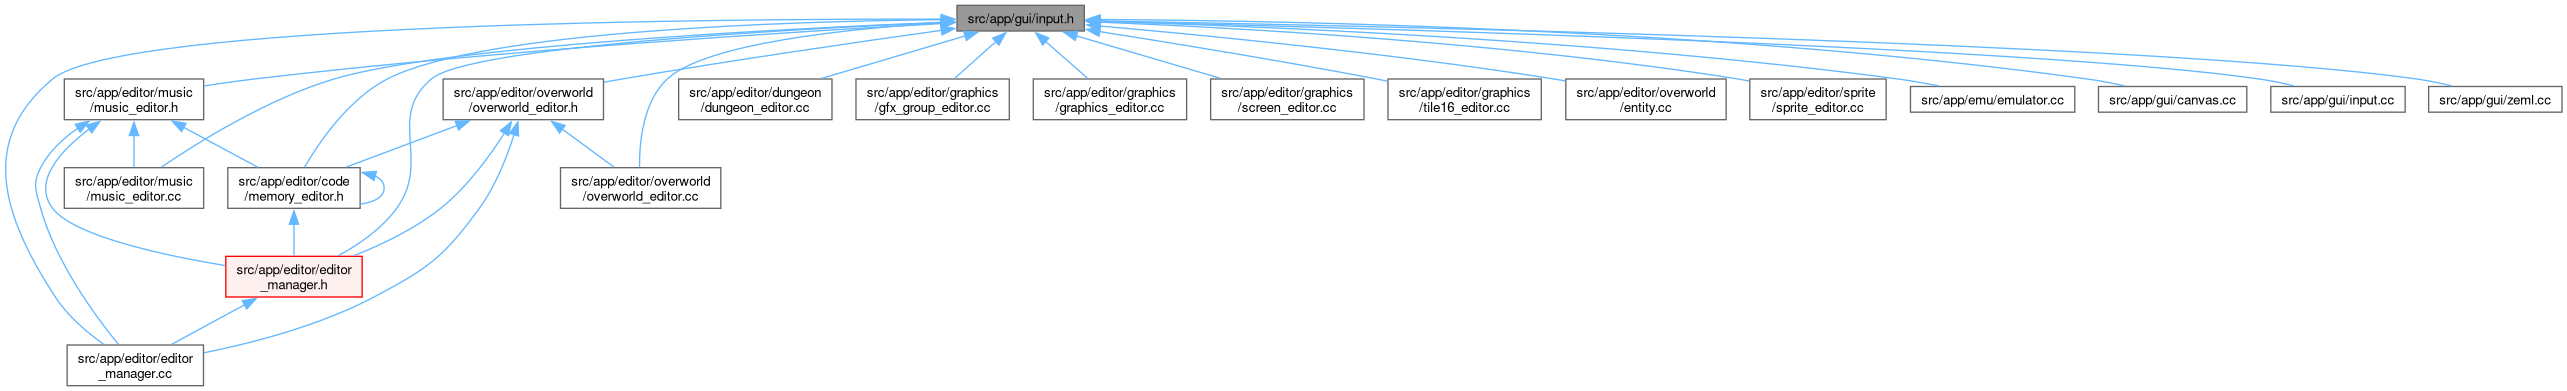 src/app/gui/input.h
src/app/editor/music
/music_editor.h
src/app/editor/overworld
/overworld_editor.h
src/app/editor/dungeon
/dungeon_editor.cc
src/app/editor/graphics
/gfx_group_editor.cc
src/app/editor/graphics
/graphics_editor.cc
src/app/editor/graphics
/screen_editor.cc
src/app/editor/graphics
/tile16_editor.cc
src/app/editor/overworld
/entity.cc
src/app/editor/sprite
/sprite_editor.cc
src/app/emu/emulator.cc
src/app/gui/canvas.cc
src/app/gui/input.cc
src/app/gui/zeml.cc
src/app/editor/music
/music_editor.cc
src/app/editor/code
/memory_editor.h
src/app/editor/overworld
/overworld_editor.cc
src/app/editor/editor
_manager.h
src/app/editor/editor
_manager.cc